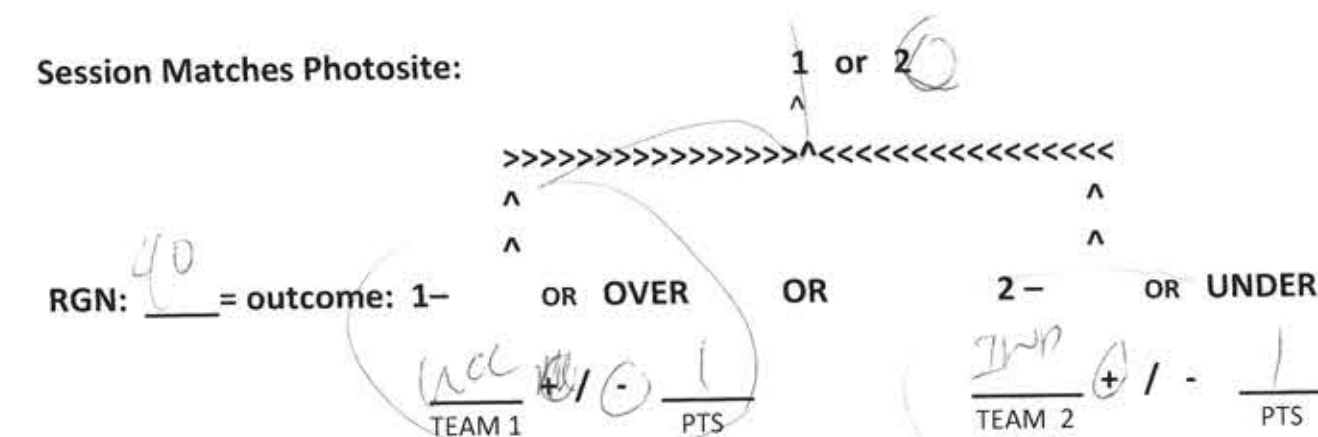 Session Matches Photosite: 1 or 2
^
>>>>>>>>>>>>>>>>^<<<<<<<<<<<<<<<<
^ ^
^ ^
RGN: 40 = outcome: 1– OR OVER OR 2 – OR UNDER
+ / - 1 IND + / - 1
TEAM 1 PTS TEAM 2 PTS